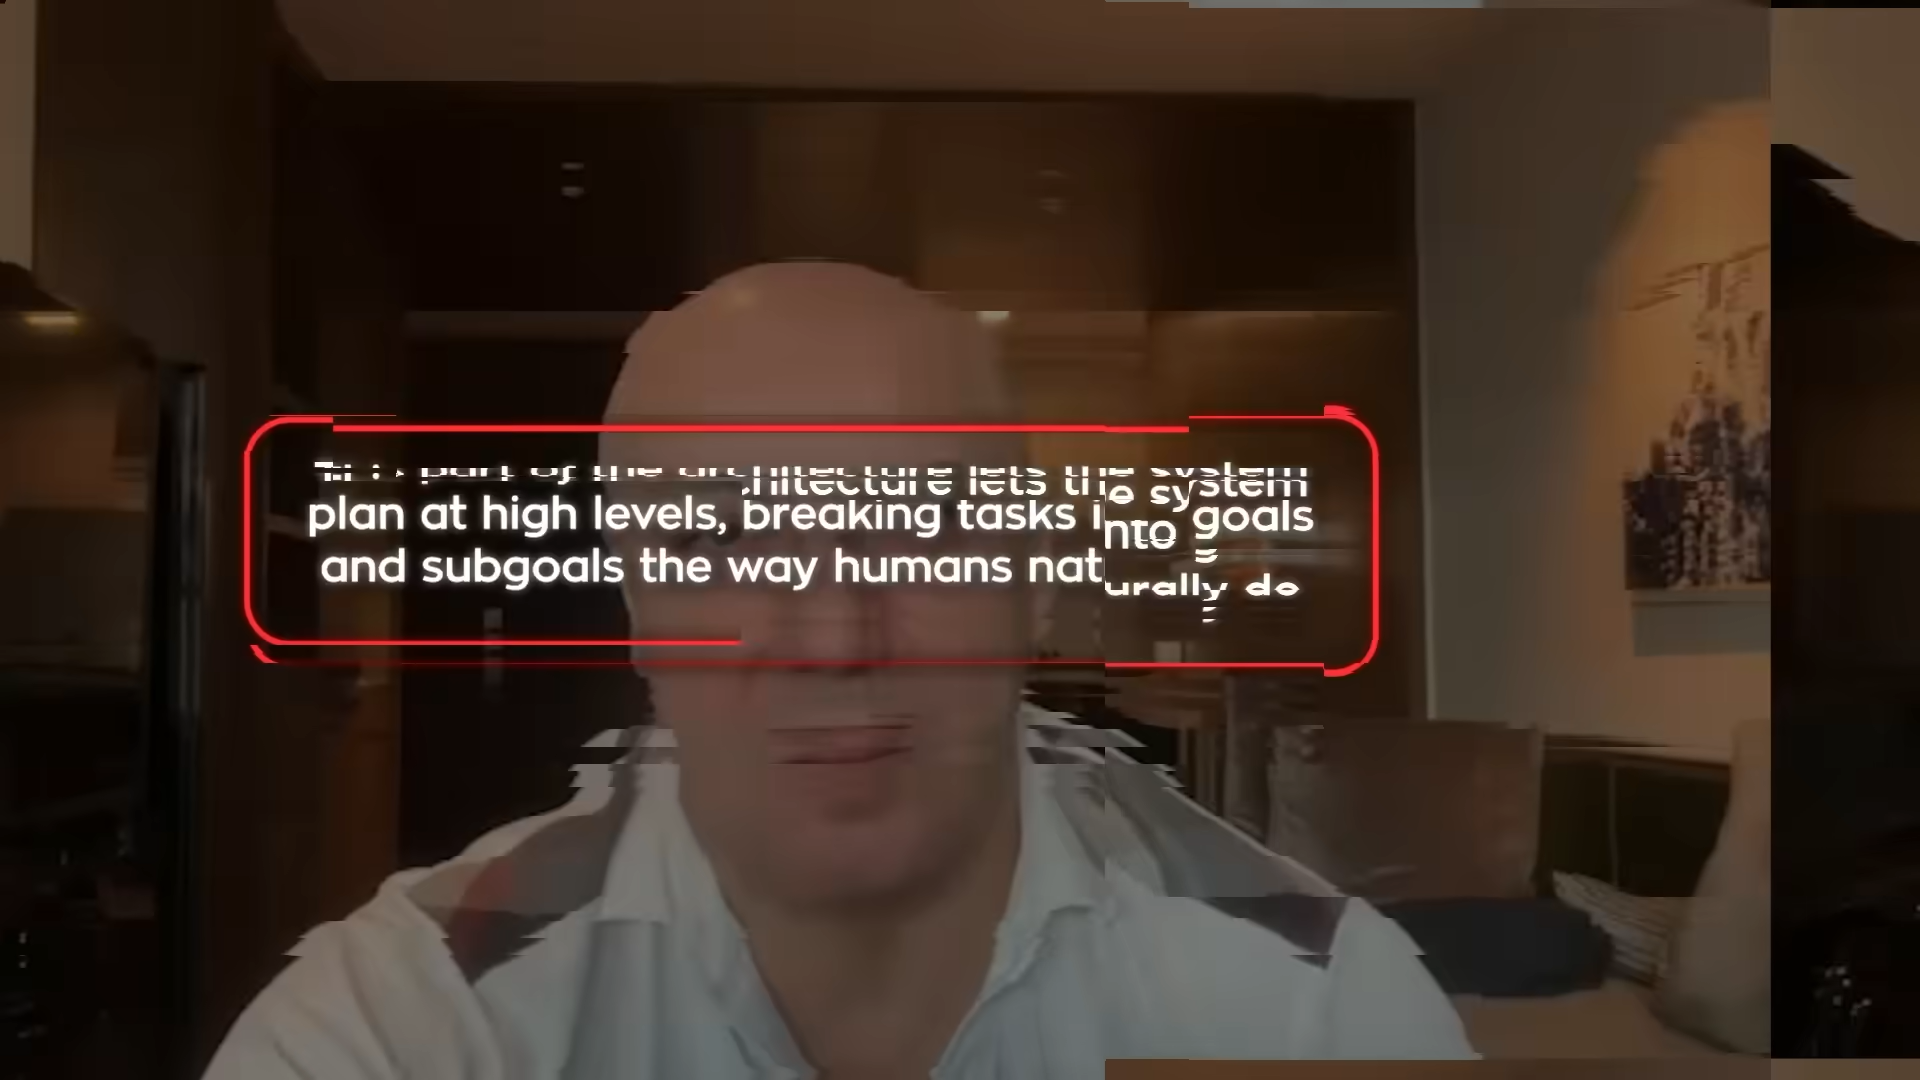 part of the architecture lets the system
plan at high levels, breaking tasks into goals
and subgoals the way humans naturally do